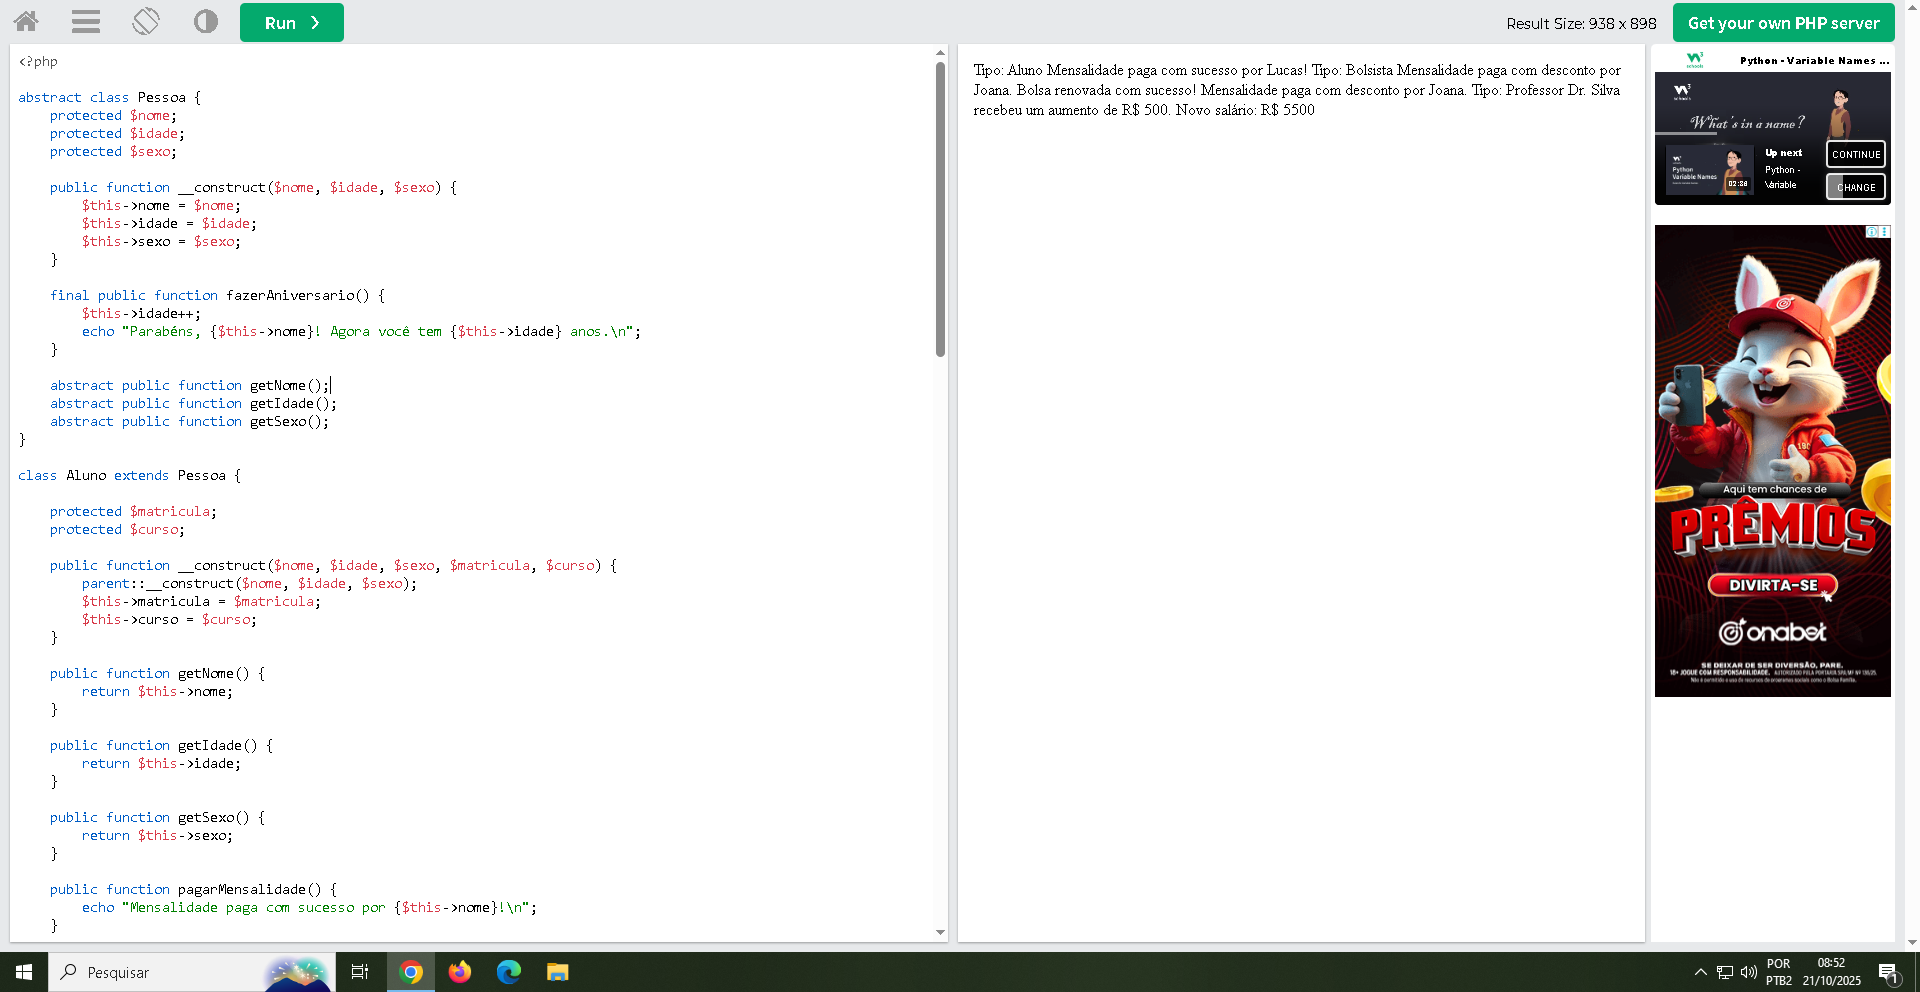 Run ❯
Result Size: 938 x 898
Get your own PHP server
<?php
abstract class Pessoa {
    protected $nome;
    protected $idade;
    protected $sexo;
    public function __construct($nome, $idade, $sexo) {
        $this->nome = $nome;
        $this->idade = $idade;
        $this->sexo = $sexo;
    }
    final public function fazerAniversario() {
        $this->idade++;
        echo "Parabéns, {$this->nome}! Agora você tem {$this->idade} anos.\n";
    }
    abstract public function getNome();
    abstract public function getIdade();
    abstract public function getSexo();
}
class Aluno extends Pessoa {
    protected $matricula;
    protected $curso;
    public function __construct($nome, $idade, $sexo, $matricula, $curso) {
        parent::__construct($nome, $idade, $sexo);
        $this->matricula = $matricula;
        $this->curso = $curso;
    }
    public function getNome() {
        return $this->nome;
    }
    public function getIdade() {
        return $this->idade;
    }
    public function getSexo() {
        return $this->sexo;
    }
    public function pagarMensalidade() {
        echo "Mensalidade paga com sucesso por {$this->nome}!\n";
    }
Tipo: Aluno Mensalidade paga com sucesso por Lucas! Tipo: Bolsista Mensalidade paga com desconto por
Joana. Bolsa renovada com sucesso! Mensalidade paga com desconto por Joana. Tipo: Professor Dr. Silva
recebeu um aumento de R$ 500. Novo salário: R$ 5500
W3 schools
Python - Variable Names ...
W3 schools
What's in a name?
Python
Variable Names
02:36
Up next
Python -
Variable
CONTINUE
CHANGE
Aqui tem chances de
PRÊMIOS
DIVIRTA-SE
onabet
SE DEIXAR DE SER DIVERSÃO, PARE.
18+ JOGUE COM RESPONSABILIDADE.
Pesquisar
POR
PTB2
08:52
21/10/2025
1